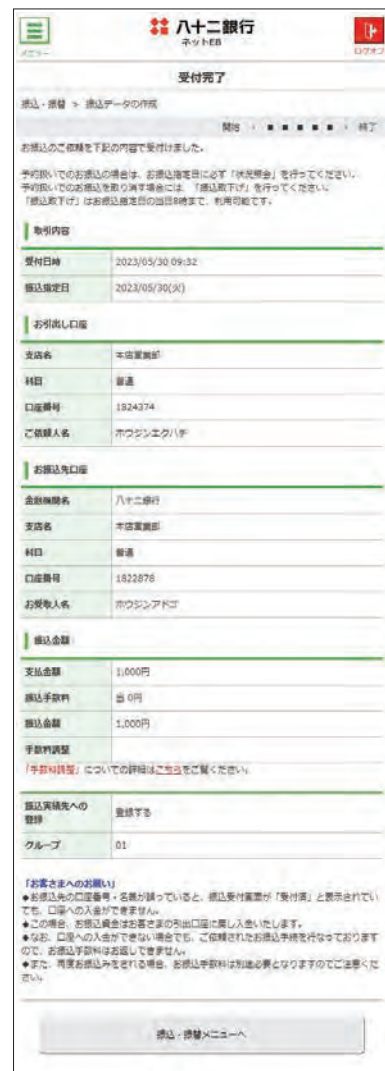 八十二銀行
ネットEB
メニュー
ログオフ
受付完了
振込・振替 > 振込データの作成
開始 ・ ■ ■ ■ ■ ■ ・ 終了
お振込のご依頼を下記の内容で受付けました。
予約扱いでのお振込の場合は、お振込指定日に必ず「状況照会」を行ってください。
予約扱いでのお振込を取り消す場合には、「振込取下げ」を行ってください。
「振込取下げ」はお振込指定日の当日8時まで、利用可能です。
取引内容
受付日時 2023/05/30 09:32
振込指定日 2023/05/30(火)
お引出し口座
支店名 本店営業部
科目 普通
口座番号 1824374
ご依頼人名 ホウジンエクハチ
お振込先口座
金融機関名 八十二銀行
支店名 本店営業部
科目 普通
口座番号 1822878
お受取人名 ホウジンアドゴ
振込金額
支払金額 1,000円
振込手数料 当 0円
振込金額 1,000円
手数料調整
「手数料調整」についての詳細はこちらをご覧ください。
振込実績先への
登録 登録する
グループ 01
「お客さまへのお願い」
◆お振込先の口座番号・名義が誤っていると、振込受付画面が「受付済」と表示されてい
ても、口座への入金ができません。
◆この場合、お振込資金はお客さまの引出口座に戻し入金いたします。
◆なお、口座への入金ができない場合でも、ご依頼されたお振込手続を行なっております
ので、お振込手数料はお返しできません。
◆また、再度お振込みをされる場合、お振込手数料は別途必要となりますのでご注意くだ
さい。
振込・振替メニューへ